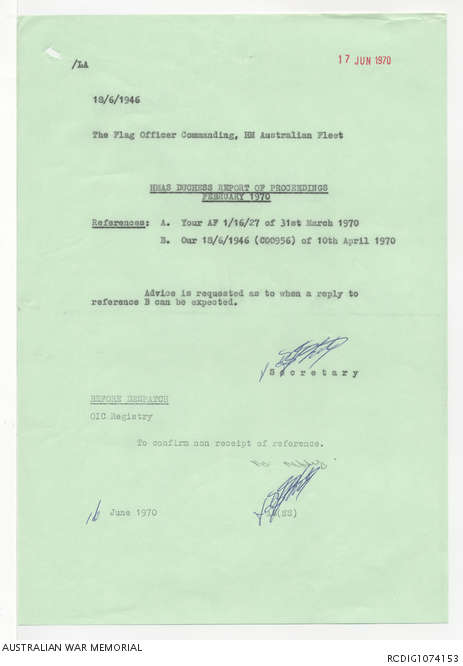 /LA
17 JUN 1970
18/6/1946
The Flag Officer Commanding, HM Australian Fleet
HMAS DUCHESS REPORT OF PROCEEDINGS
FEBRUARY 1970
References: A. Your AF 1/16/27 of 31st March 1970
B. Our 18/6/1946 (C00956) of 10th April 1970
Advice is requested as to when a reply to
reference B can be expected.
Secretary
BEFORE DESPATCH
OIC Registry
To confirm non receipt of reference.
No
16 June 1970
(SS)
AUSTRALIAN WAR MEMORIAL
RCDIG1074153